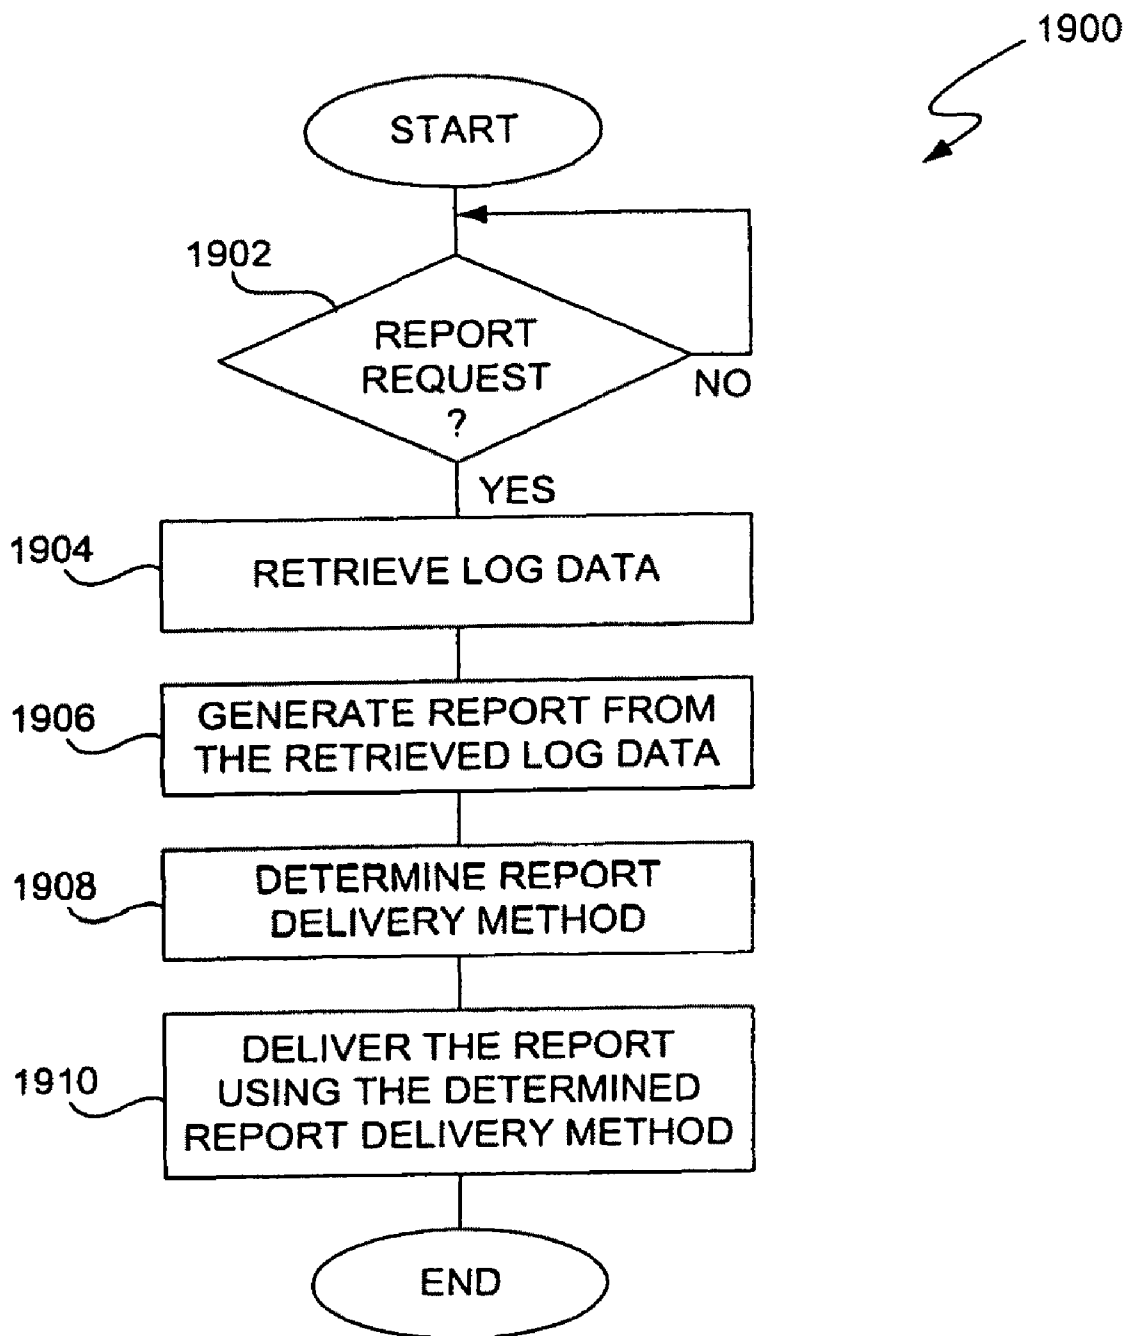 1900
START
1902
REPORT
REQUEST
?
NO
YES
1904
RETRIEVE LOG DATA
1906
GENERATE REPORT FROM
THE RETRIEVED LOG DATA
1908
DETERMINE REPORT
DELIVERY METHOD
1910
DELIVER THE REPORT
USING THE DETERMINED
REPORT DELIVERY METHOD
END